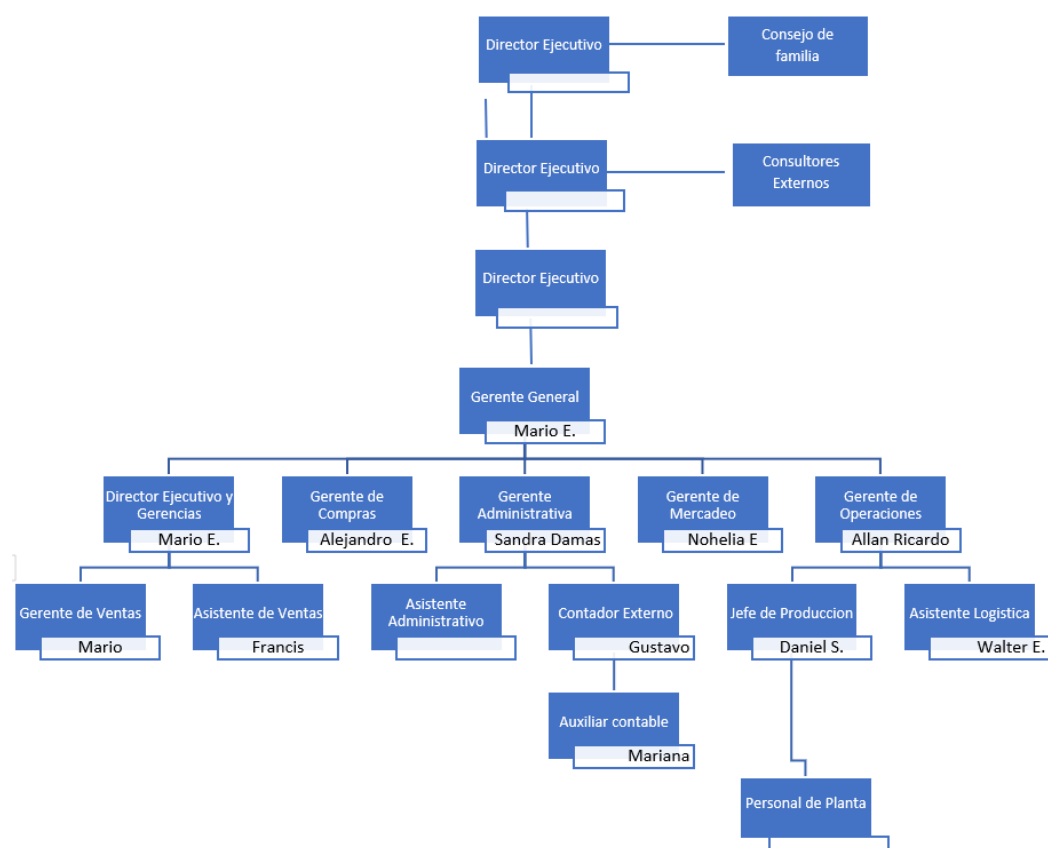 Director Ejecutivo
Consejo de
familia
Director Ejecutivo
Consultores
Externos
Director Ejecutivo
Gerente General
Mario E.
Director Ejecutivo y
Gerencias
Mario E.
Gerente de
Compras
Alejandro E.
Gerente
Administrativa
Sandra Damas
Gerente de
Mercadeo
Nohelia E
Gerente de
Operaciones
Allan Ricardo
Gerente de Ventas
Mario
Asistente de Ventas
Francis
Asistente
Administrativo
Contador Externo
Gustavo
Jefe de Produccion
Daniel S.
Asistente Logistica
Walter E.
Auxiliar contable
Mariana
Personal de Planta